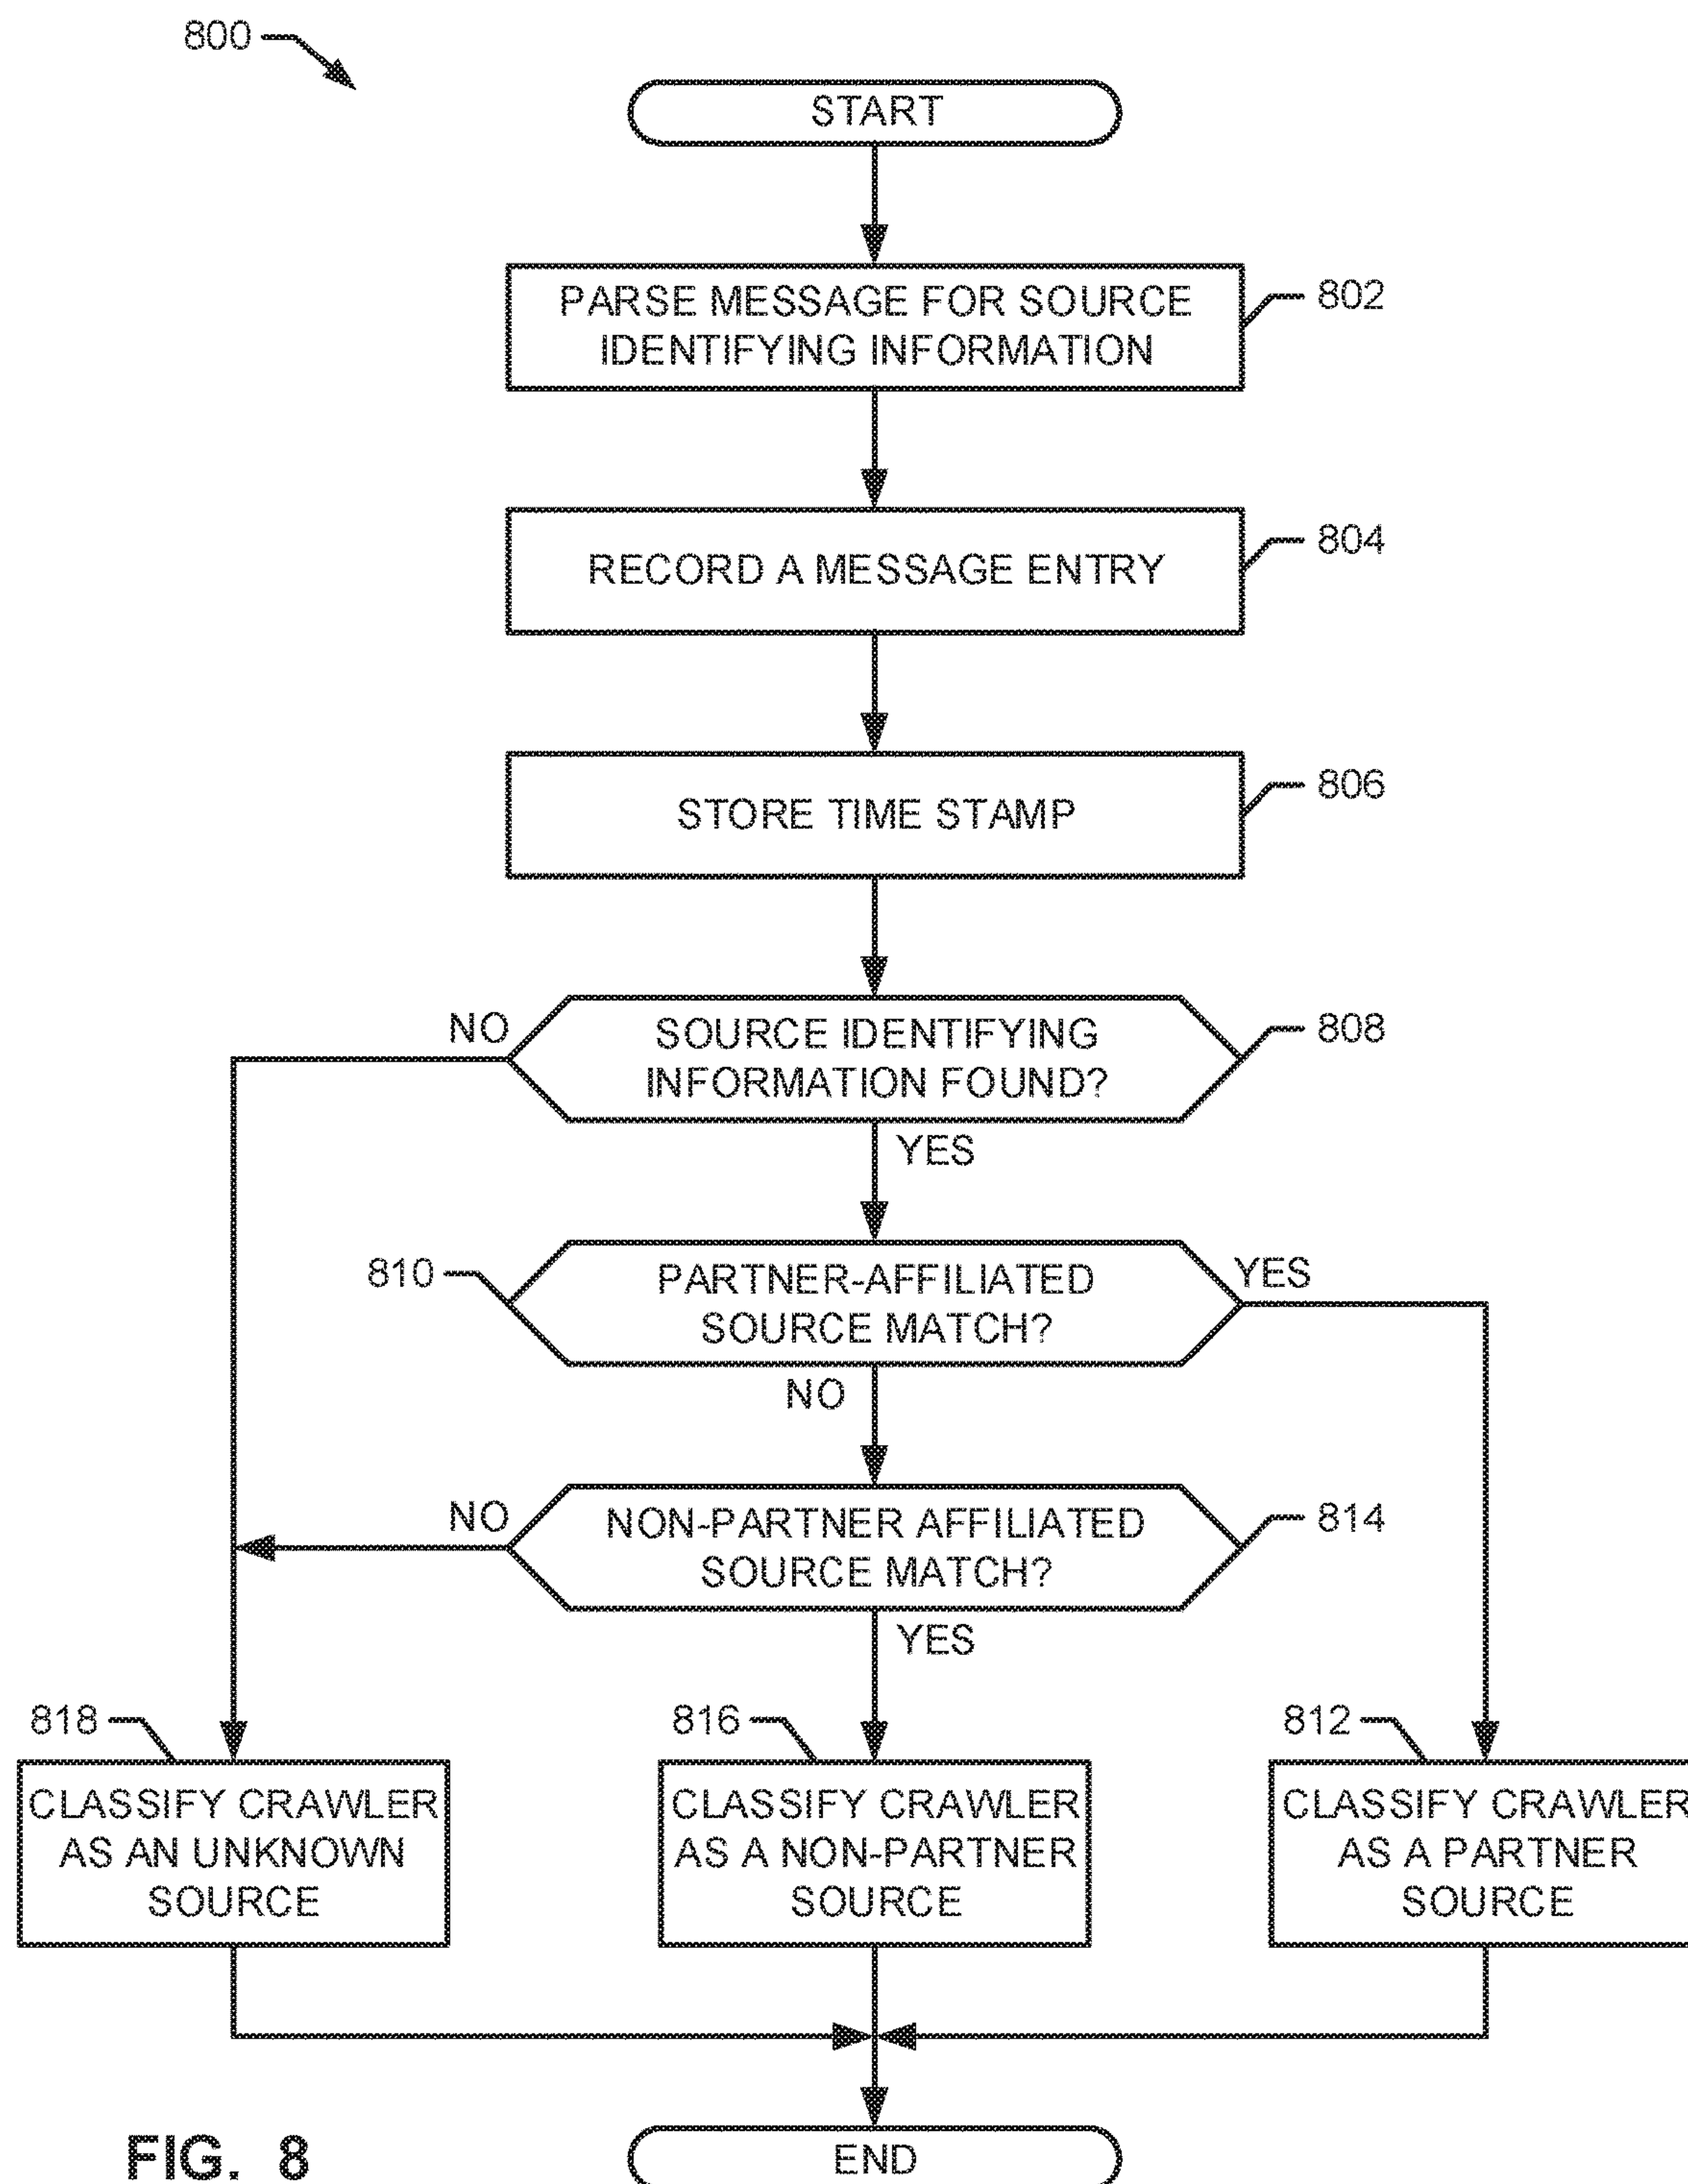 800
START
PARSE MESSAGE FOR SOURCE
IDENTIFYING INFORMATION
802
RECORD A MESSAGE ENTRY
804
STORE TIME STAMP
806
NO
SOURCE IDENTIFYING
INFORMATION FOUND?
808
YES
810
PARTNER-AFFILIATED
SOURCE MATCH?
YES
NO
NO
NON-PARTNER AFFILIATED
SOURCE MATCH?
814
YES
818
CLASSIFY CRAWLER
AS AN UNKNOWN
SOURCE
816
CLASSIFY CRAWLER
AS A NON-PARTNER
SOURCE
812
CLASSIFY CRAWLER
AS A PARTNER
SOURCE
END
FIG. 8